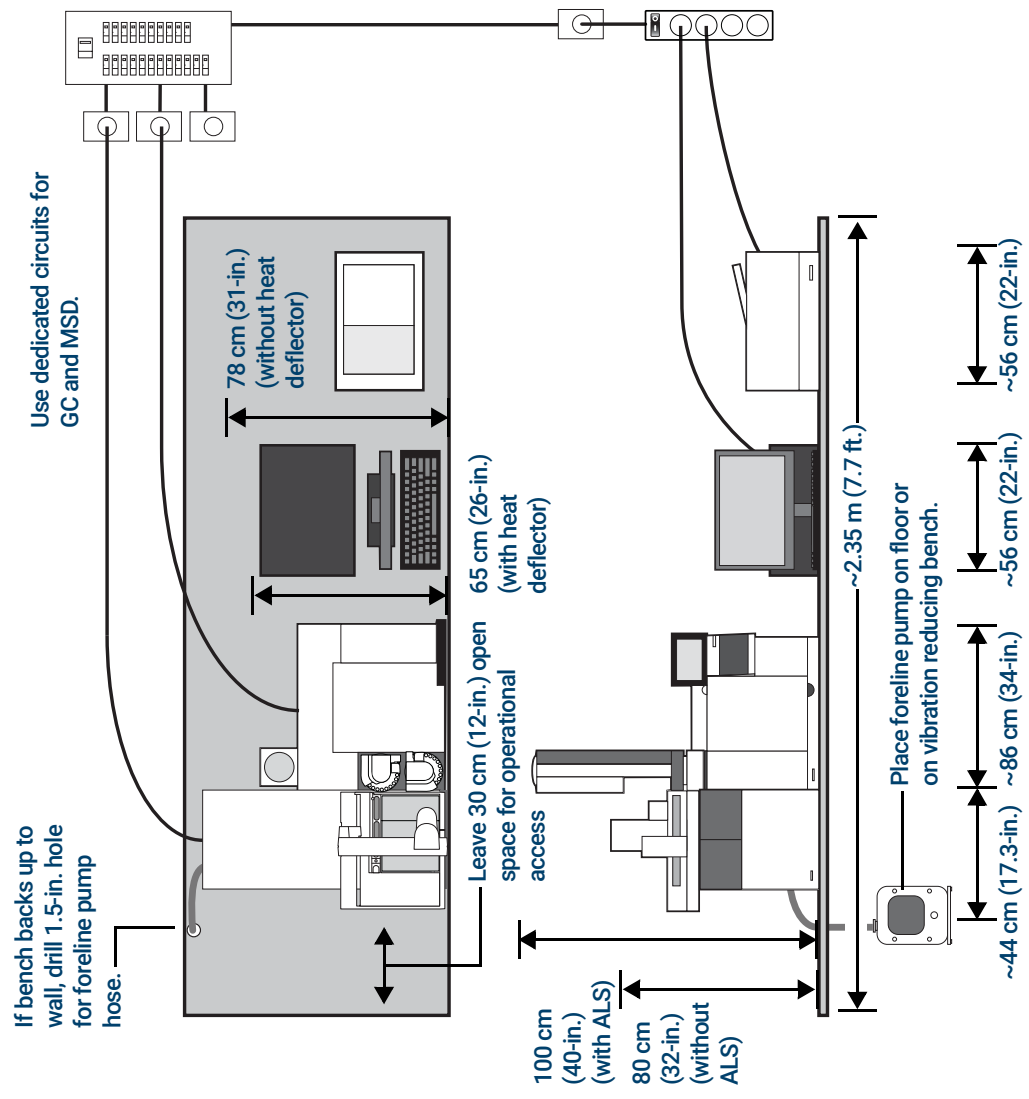 If bench backs up to
wall, drill 1.5-in. hole
for foreline pump
hose.
Use dedicated circuits for
GC and MSD.
78 cm (31-in.)
(without heat
deflector)
65 cm (26-in.)
(with heat
deflector)
Leave 30 cm (12-in.) open
space for operational
access
100 cm
(40-in.)
(with ALS)
80 cm
(32-in.)
(without
ALS)
~2.35 m (7.7 ft.)
Place foreline pump on floor or
on vibration reducing bench.
~44 cm (17.3-in.)
~86 cm (34-in.)
~56 cm (22-in.)
~56 cm (22-in.)